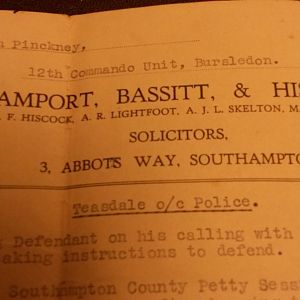 n Pinckney,
12th Commando Unit, Bursledon.
AMPORT, BASSITT, & HI
F. HISCOCK, A. R. LIGHTFOOT, A. J. L. SKELTON, M.
SOLICITORS,
3, ABBOTS WAY, SOUTHAMPTO
Teasdale o/c Police.
g Defendant on his calling with
aking instructions to defend.
Southampton County Petty Sess